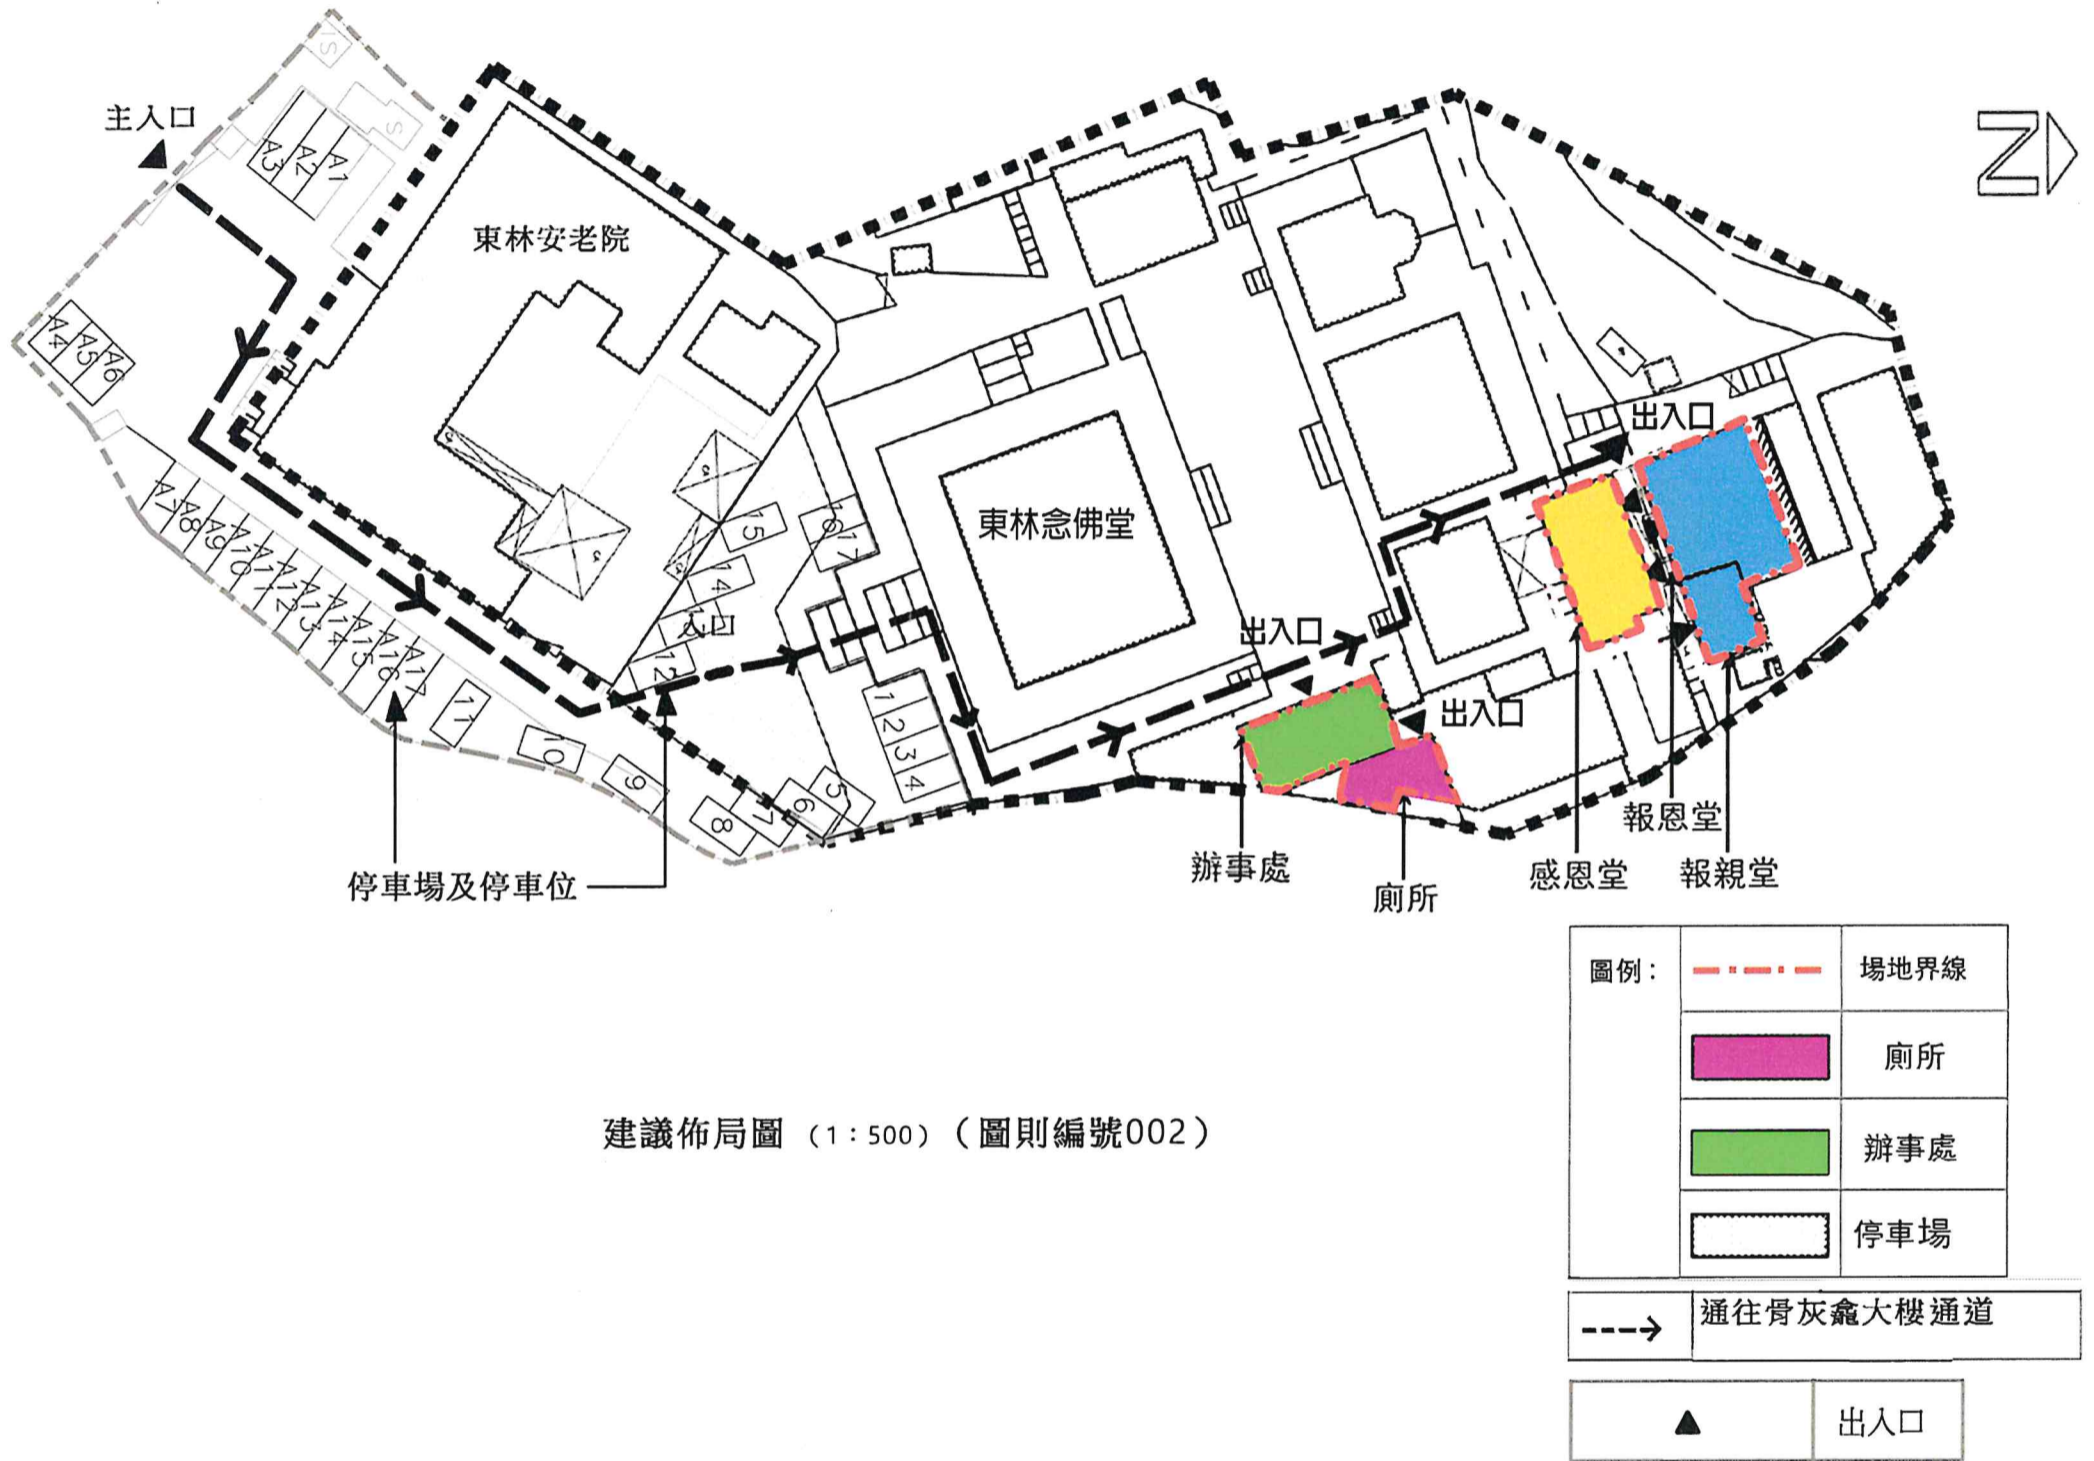 S
主入口
S
A3
A2
A1
東林安老院
N
A4
A5
A6
出入口
15
16
17
14
東林念佛堂
入口
12
出入口
A7
A8
A9
A10
A11
A12
A13
A14
A15
A16
A17
11
10
9
8
7
6
5
1
2
3
4
出入口
停車場及停車位
辦事處
廁所
感恩堂
報恩堂
報親堂
圖例：
場地界線
廁所
辦事處
停車場
通往骨灰龕大樓通道
出入口
建議佈局圖 （1：500）（圖則編號002）